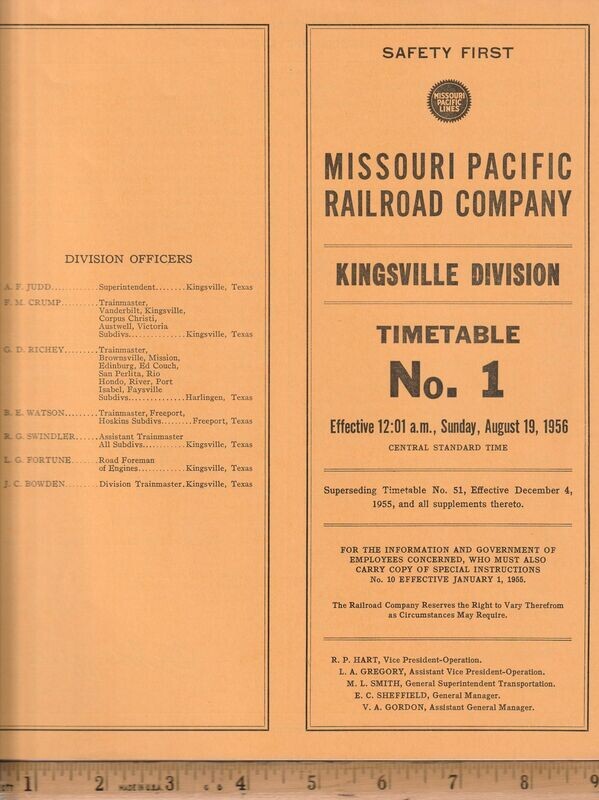 DIVISION OFFICERS
A. F. JUDD............Superintendent........Kingsville, Texas
F. M. CRUMP..........Trainmaster,
Vanderbilt, Kingsville,
Corpus Christi,
Austwell, Victoria
Subdivs..............Kingsville, Texas
G. D. RICHEY.........Trainmaster,
Brownsville, Mission,
Edinburg, Ed Couch,
San Perlita, Rio
Hondo, River, Port
Isabel, Faysville
Subdivs..............Harlingen, Texas
B. E. WATSON.........Trainmaster, Freeport,
Hoskins Subdivs........Freeport, Texas
R. G. SWINDLER......Assistant Trainmaster
All Subdivs............Kingsville, Texas
L. G. FORTUNE.......Road Foreman
of Engines............Kingsville, Texas
J. C. BOWDEN........Division Trainmaster.Kingsville, Texas
SAFETY FIRST
MISSOURI
PACIFIC
LINES
MISSOURI PACIFIC
RAILROAD COMPANY
KINGSVILLE DIVISION
TIMETABLE
No. 1
Effective 12:01 a.m., Sunday, August 19, 1956
CENTRAL STANDARD TIME
Superseding Timetable No. 51, Effective December 4,
1955, and all supplements thereto.
FOR THE INFORMATION AND GOVERNMENT OF
EMPLOYEES CONCERNED, WHO MUST ALSO
CARRY COPY OF SPECIAL INSTRUCTIONS
No. 10 EFFECTIVE JANUARY 1, 1955.
The Railroad Company Reserves the Right to Vary Therefrom
as Circumstances May Require.
R. P. HART, Vice President-Operation.
L. A. GREGORY, Assistant Vice President-Operation.
M. L. SMITH, General Superintendent Transportation.
E. C. SHEFFIELD, General Manager.
V. A. GORDON, Assistant General Manager.
1 2 MADE IN U.S.A. 3 4 5 6 7 8 9